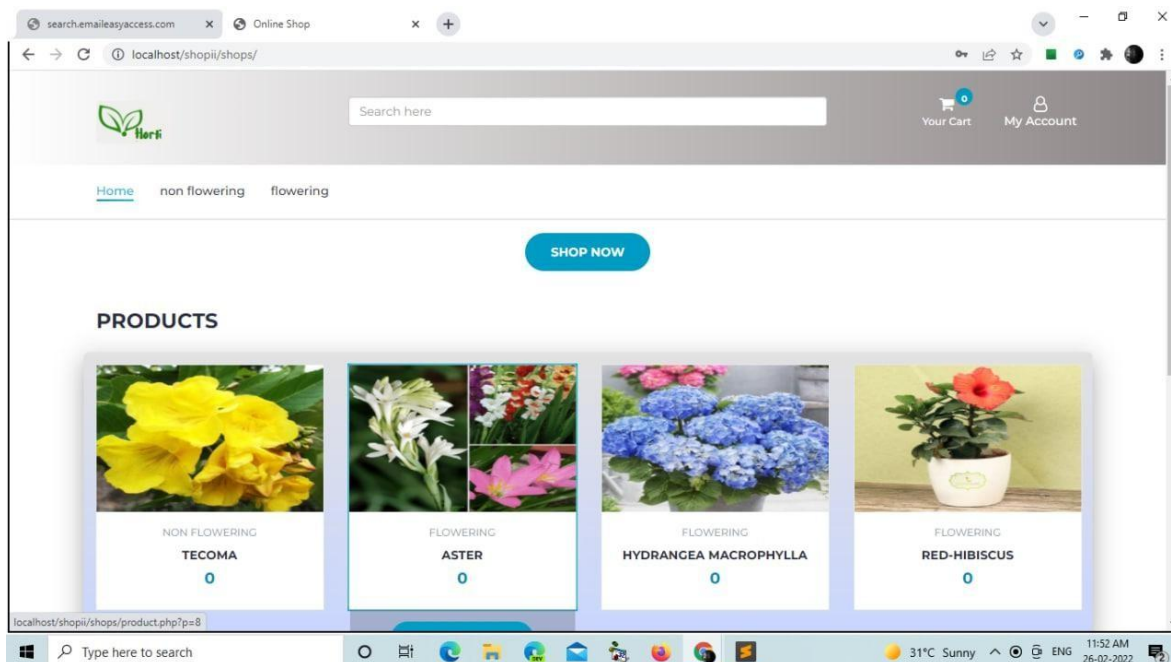 search.emaileasyaccess.com
Online Shop
localhost/shopii/shops/
Horti
Search here
0
Your Cart
My Account
Home non flowering flowering
SHOP NOW
PRODUCTS
NON FLOWERING
TECOMA
0
FLOWERING
ASTER
0
FLOWERING
HYDRANGEA MACROPHYLLA
0
FLOWERING
RED-HIBISCUS
0
localhost/shopii/shops/product.php?p=8
Type here to search
31°C Sunny
ENG
11:52 AM
26-02-2022